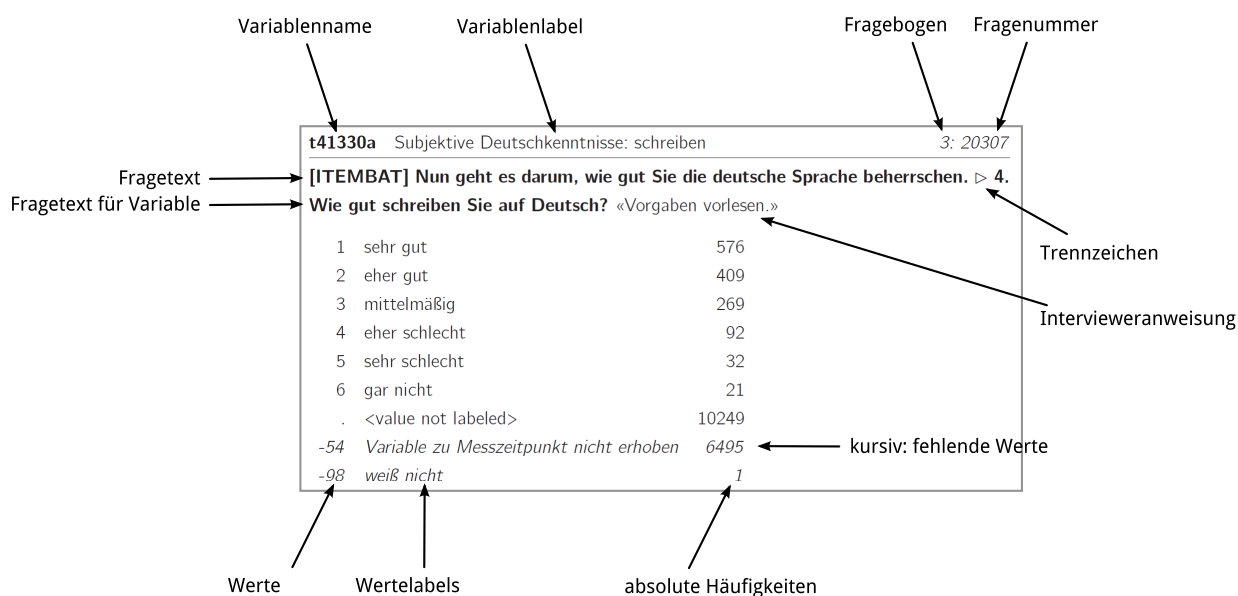 Variablenname Variablenlabel Fragebogen Fragenummer
t41330a Subjektive Deutschkenntnisse: schreiben 3: 20307
Fragetext [ITEMBAT] Nun geht es darum, wie gut Sie die deutsche Sprache beherrschen. ▷ 4.
Fragetext für Variable Wie gut schreiben Sie auf Deutsch? «Vorgaben vorlesen.»
1 sehr gut 576
Trennzeichen
2 eher gut 409
3 mittelmäßig 269
Intervieweranweisung
4 eher schlecht 92
5 sehr schlecht 32
6 gar nicht 21
. <value not labeled> 10249
-54 Variable zu Messzeitpunkt nicht erhoben 6495 kursiv: fehlende Werte
-98 weiß nicht 1
Werte Wertelabels absolute Häufigkeiten